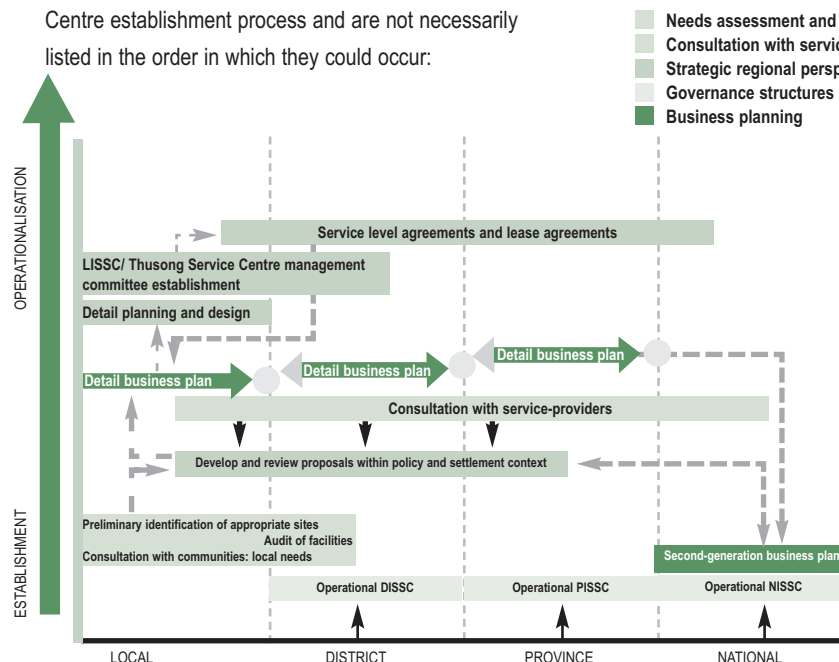 Centre establishment process and are not necessarily
listed in the order in which they could occur:
Needs assessment and
Consultation with servic
Strategic regional persp
Governance structures
Business planning
OPERATIONALISATION
ESTABLISHMENT
Service level agreements and lease agreements
LISSC/ Thusong Service Centre management
committee establishment
Detail planning and design
Detail business plan
Detail business plan
Detail business plan
Consultation with service-providers
Develop and review proposals within policy and settlement context
Preliminary identification of appropriate sites
Audit of facilities
Consultation with communities: local needs
Second-generation business plan
Operational DISSC
Operational PISSC
Operational NISSC
LOCAL
DISTRICT
PROVINCE
NATIONAL